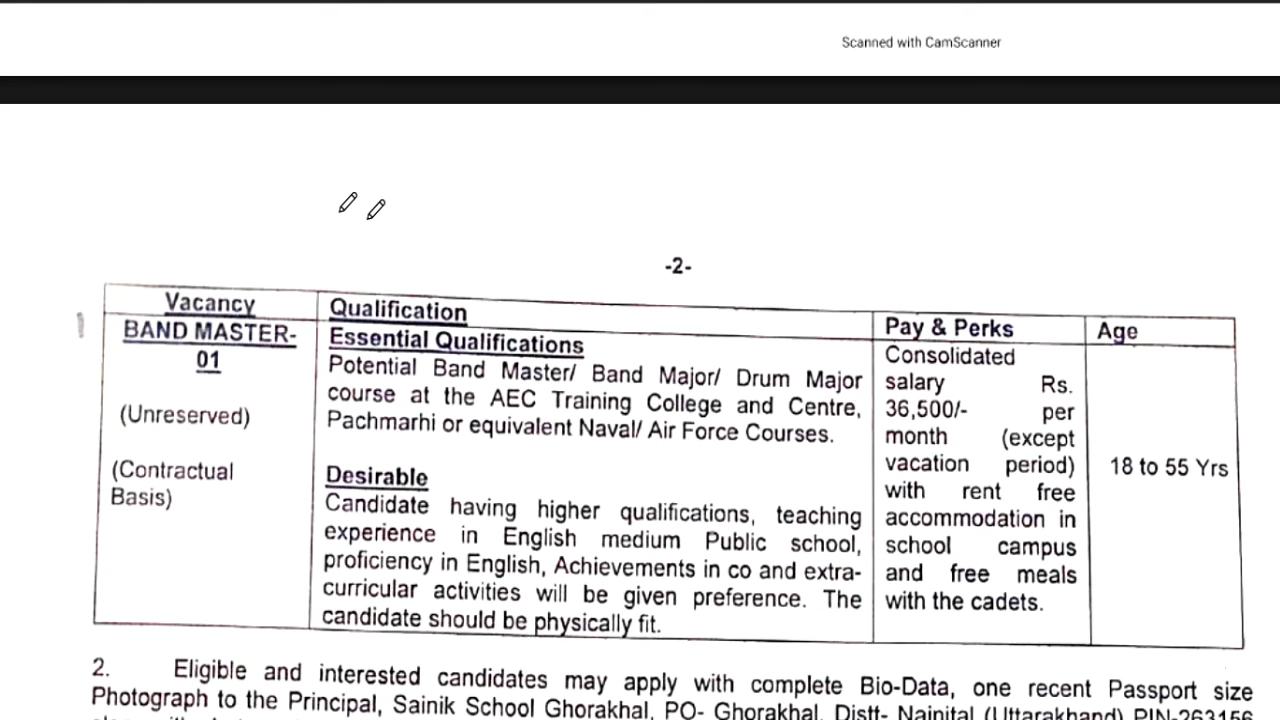 Scanned with CamScanner
-2-
Vacancy
Qualification
Pay & Perks
Age
BAND MASTER-
01
(Unreserved)
(Contractual
Basis)
Essential Qualifications
Potential Band Master/ Band Major/ Drum Major
course at the AEC Training College and Centre,
Pachmarhi or equivalent Naval/ Air Force Courses.
Desirable
Candidate having higher qualifications, teaching
experience in English medium Public school,
proficiency in English, Achievements in co and extra-
curricular activities will be given preference. The
candidate should be physically fit.
Consolidated
salary Rs.
36,500/- per
month (except
vacation period)
with rent free
accommodation in
school campus
and free meals
with the cadets.
18 to 55 Yrs
2. Eligible and interested candidates may apply with complete Bio-Data, one recent Passport size
Photograph to the Principal, Sainik School Ghorakhal, PO- Ghorakhal, Distt- Nainital (Uttarakhand) PIN-263156